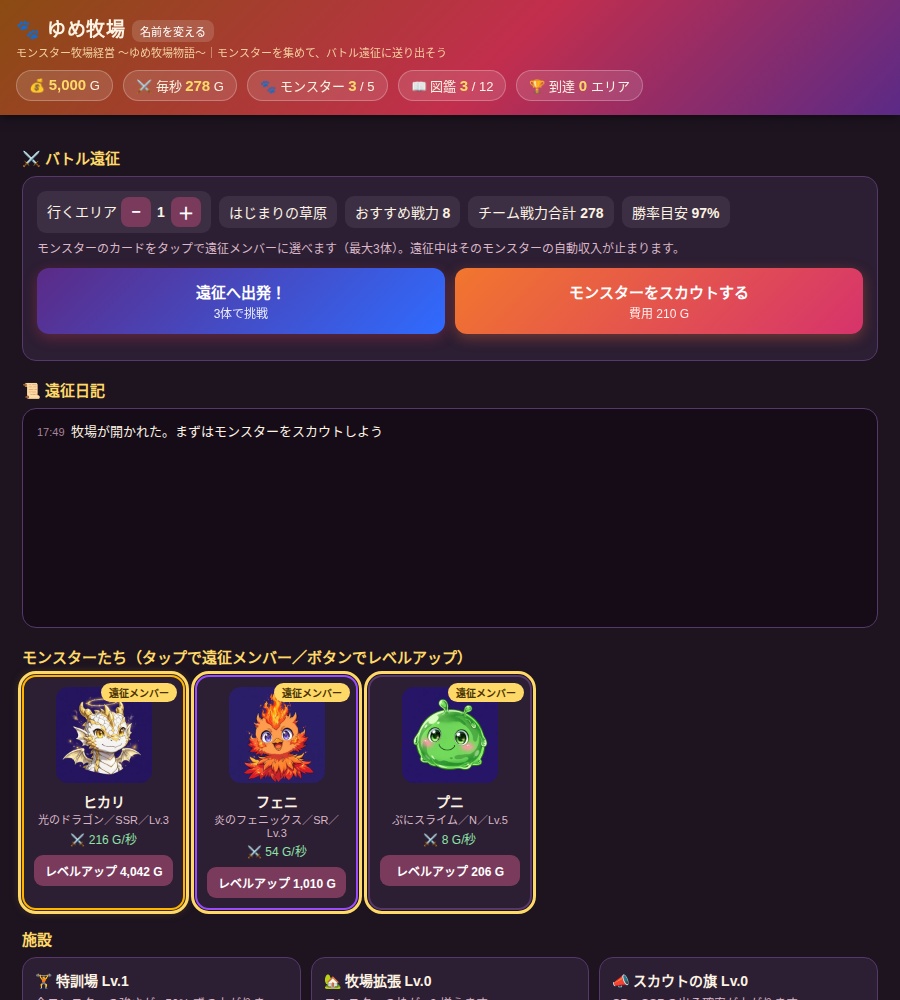 🐾 ゆめ牧場 名前を変える
モンスター牧場経営 〜ゆめ牧場物語〜｜モンスターを集めて、バトル遠征に送り出そう
💰 5,000 G ⚔️ 毎秒 278 G 🐾 モンスター 3 / 5 📖 図鑑 3 / 12 🏆 到達 0 エリア
⚔️ バトル遠征
行くエリア − 1 ＋ はじまりの草原 おすすめ戦力 8 チーム戦力合計 278 勝率目安 97%
モンスターのカードをタップで遠征メンバーに選べます（最大3体）。遠征中はそのモンスターの自動収入が止まります。
遠征へ出発！ モンスターをスカウトする
3体で挑戦 費用 210 G
📜 遠征日記
17:49 牧場が開かれた。まずはモンスターをスカウトしよう
モンスターたち（タップで遠征メンバー／ボタンでレベルアップ）
遠征メンバー
ヒカリ
光のドラゴン／SSR／Lv.3
⚔️ 216 G/秒
レベルアップ 4,042 G
遠征メンバー
フェニ
炎のフェニックス／SR／
Lv.3
⚔️ 54 G/秒
レベルアップ 1,010 G
遠征メンバー
プニ
ぷにスライム／N／Lv.5
⚔️ 8 G/秒
レベルアップ 206 G
施設
🏋️ 特訓場 Lv.1 🏡 牧場拡張 Lv.0 📣 スカウトの旗 Lv.0